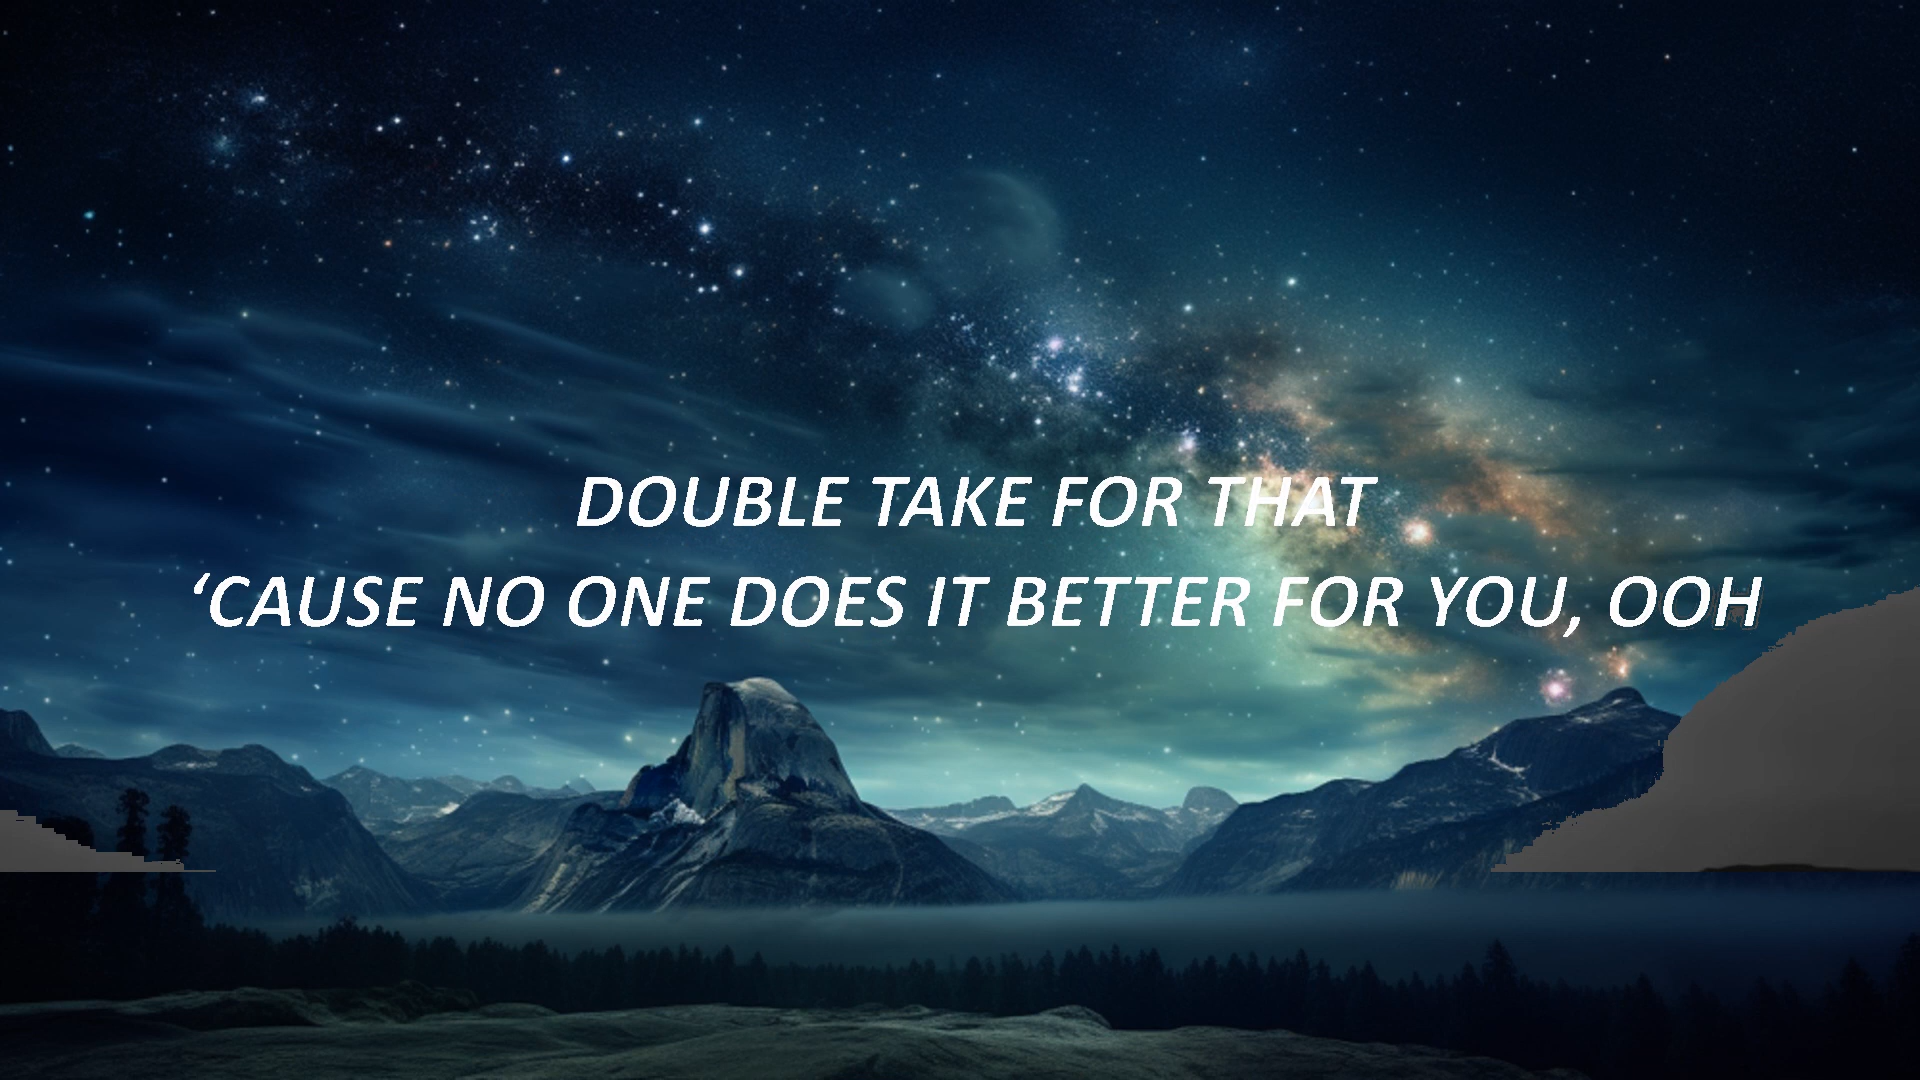 DOUBLE TAKE FOR THAT
‘CAUSE NO ONE DOES IT BETTER FOR YOU, OOH